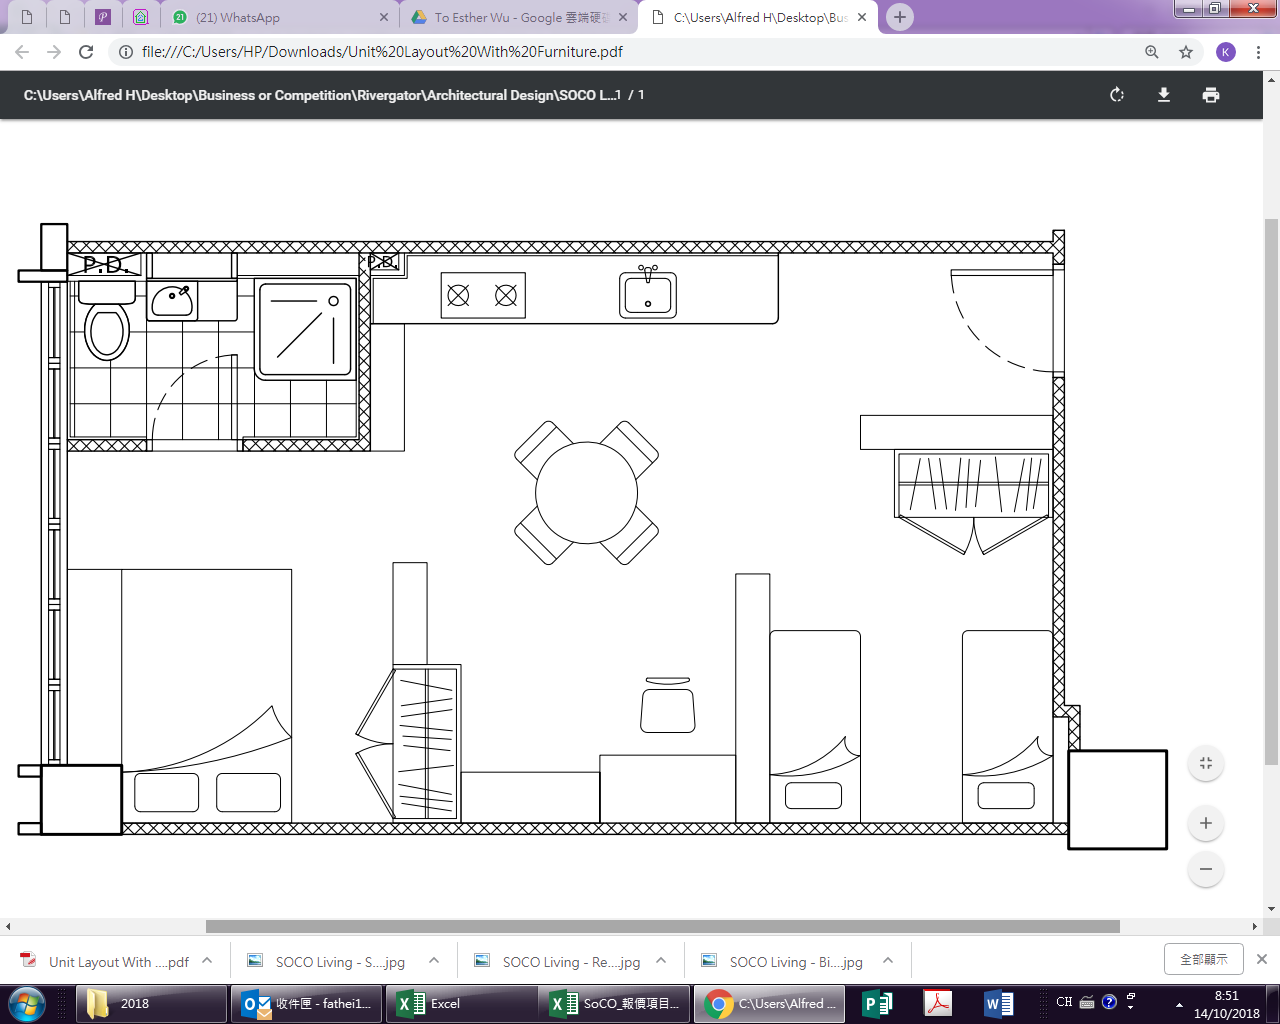 (21) WhatsApp
To Esther Wu - Google 雲端硬
C:\Users\Alfred H\Desktop\Bus
file:///C:/Users/HP/Downloads/Unit%20Layout%20With%20Furniture.pdf
K
C:\Users\Alfred H\Desktop\Business or Competition\Rivergator\Architectural Design\SOCO L...1 / 1
P.D.
P.D.
Unit Layout With ....pdf
SOCO Living - S....jpg
SOCO Living - Re....jpg
SOCO Living - Bi....jpg
全部顯示
2018
收件匣 - fathei1...
Excel
SoCO_報價項目...
C:\Users\Alfred ...
CH
8:51
14/10/2018